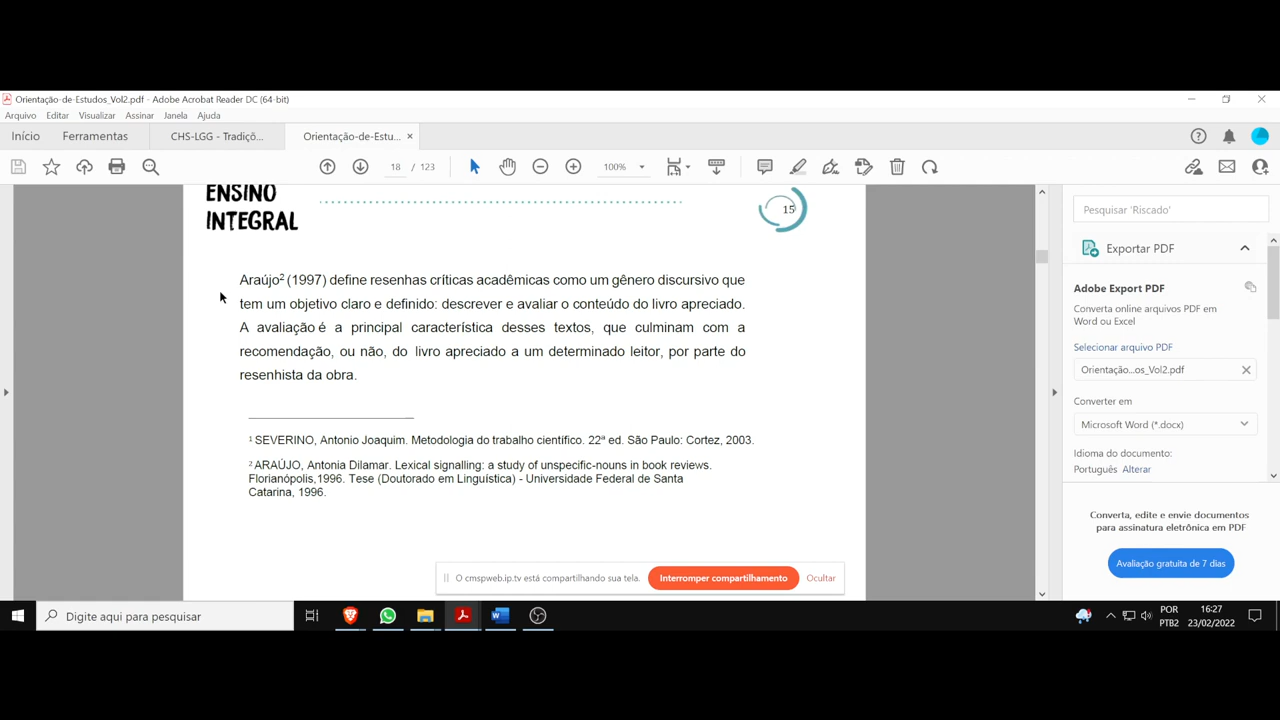 Orientação-de-Estudos_Vol2.pdf - Adobe Acrobat Reader DC (64-bit)
Arquivo Editar Visualizar Assinar Janela Ajuda
Início Ferramentas CHS-LGG - Tradiçõ... Orientação-de-Estu... ×
18 / 123 100%
ENSINO
INTEGRAL
15
Araújo² (1997) define resenhas críticas acadêmicas como um gênero discursivo que
tem um objetivo claro e definido: descrever e avaliar o conteúdo do livro apreciado.
A avaliação é a principal característica desses textos, que culminam com a
recomendação, ou não, do livro apreciado a um determinado leitor, por parte do
resenhista da obra.
¹ SEVERINO, Antonio Joaquim. Metodologia do trabalho científico. 22ª ed. São Paulo: Cortez, 2003.
² ARAÚJO, Antonia Dilamar. Lexical signalling: a study of unspecific-nouns in book reviews.
Florianópolis,1996. Tese (Doutorado em Linguística) - Universidade Federal de Santa
Catarina, 1996.
Pesquisar 'Riscado'
Exportar PDF
Adobe Export PDF
Converta online arquivos PDF em
Word ou Excel
Selecionar arquivo PDF
Orientação...os_Vol2.pdf
Converter em
Microsoft Word (*.docx)
Idioma do documento:
Português Alterar
Converta, edite e envie documentos
para assinatura eletrônica em PDF
Avaliação gratuita de 7 dias
O cmspweb.ip.tv está compartilhando sua tela. Interromper compartilhamento Ocultar
Digite aqui para pesquisar
POR
PTB2
16:27
23/02/2022